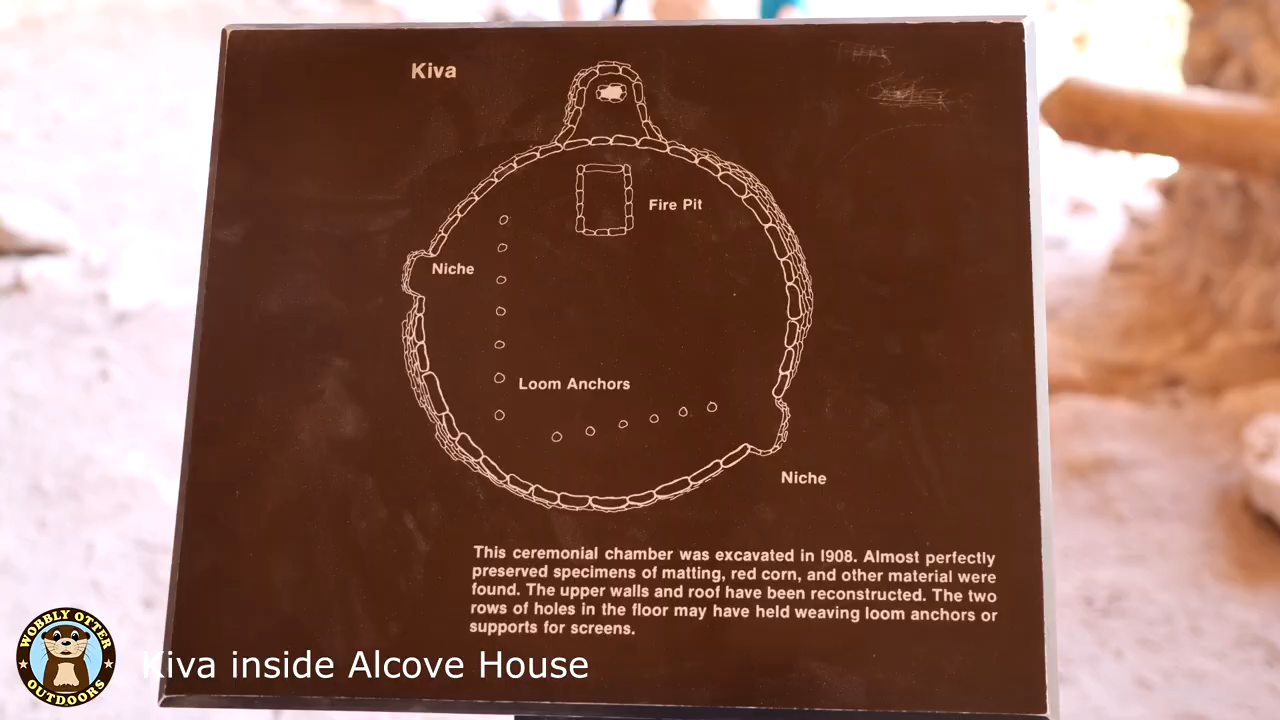 Kiva
Fire Pit
Niche
Loom Anchors
Niche
This ceremonial chamber was excavated in 1908. Almost perfectly
preserved specimens of matting, red corn, and other material were
found. The upper walls and roof have been reconstructed. The two
rows of holes in the floor may have held weaving loom anchors or
supports for screens.
WOBBLY OTTER
OUTDOORS
Kiva inside Alcove House